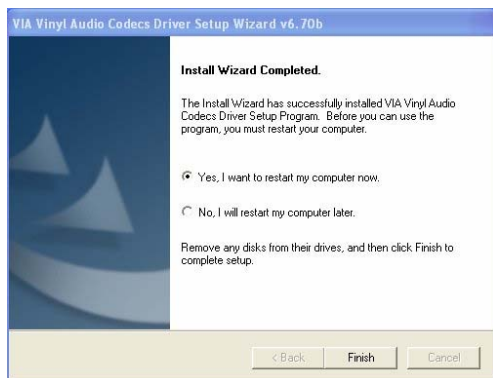 VIA Vinyl Audio Codecs Driver Setup Wizard v6.70b
Install Wizard Completed.
The Install Wizard has successfully installed VIA Vinyl Audio
Codecs Driver Setup Program. Before you can use the
program, you must restart your computer.
Yes, I want to restart my computer now.
No, I will restart my computer later.
Remove any disks from their drives, and then click Finish to
complete setup.
< Back Finish Cancel